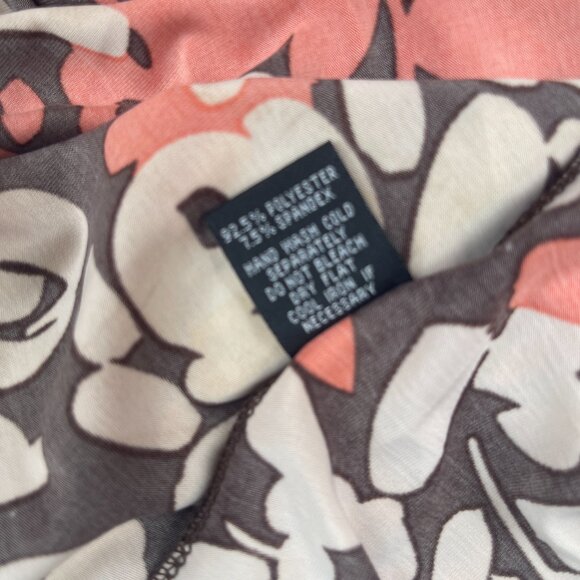 92.5% POLYESTER
7.5% SPANDEX
HAND WASH COLD
SEPARATELY
DO NOT BLEACH
DRY FLAT
COOL IRON IF
NECESSARY